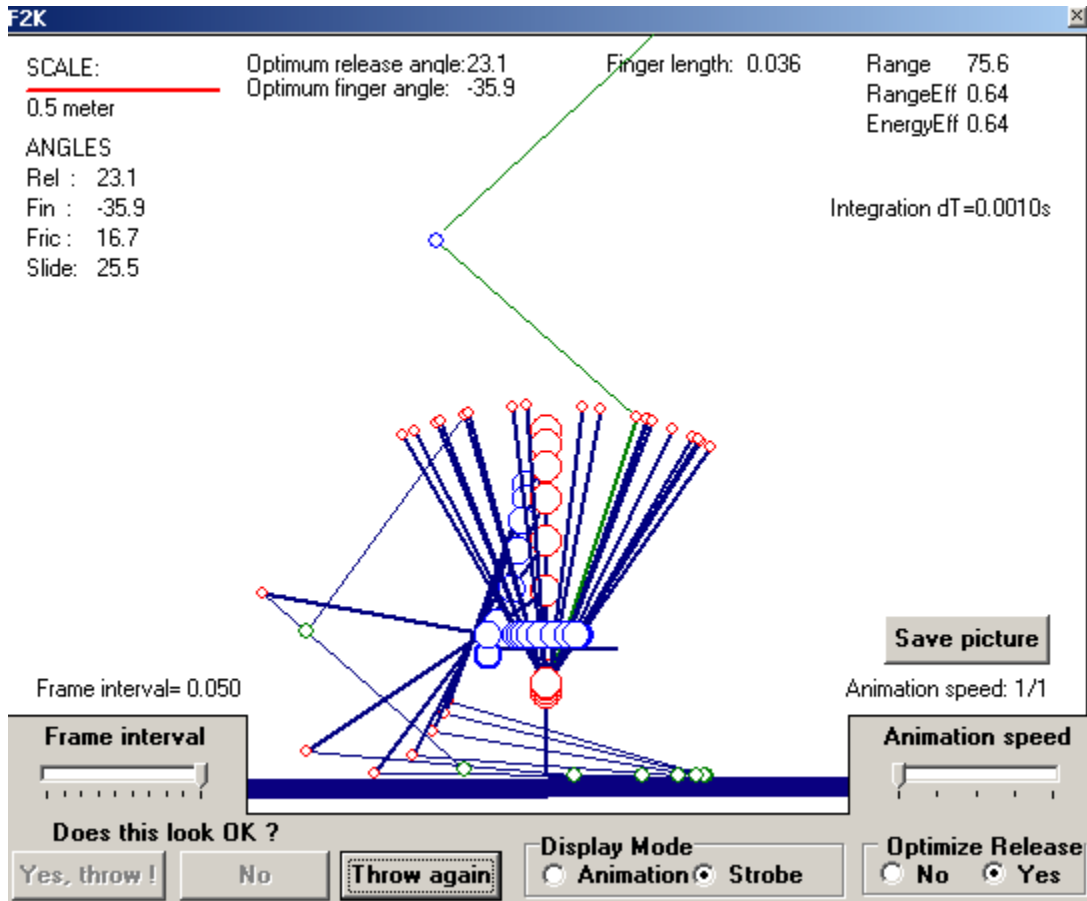 F2K
SCALE:
0.5 meter
Optimum release angle:23.1
Optimum finger angle: -35.9
Finger length: 0.036
Range 75.6
RangeEff 0.64
EnergyEff 0.64
ANGLES
Rel : 23.1
Fin : -35.9
Fric : 16.7
Slide: 25.5
Integration dT=0.0010s
Save picture
Frame interval= 0.050
Animation speed: 1/1
Frame interval
Animation speed
Does this look OK ?
Yes, throw !
No
Throw again
Display Mode
Animation
Strobe
Optimize Release
No
Yes